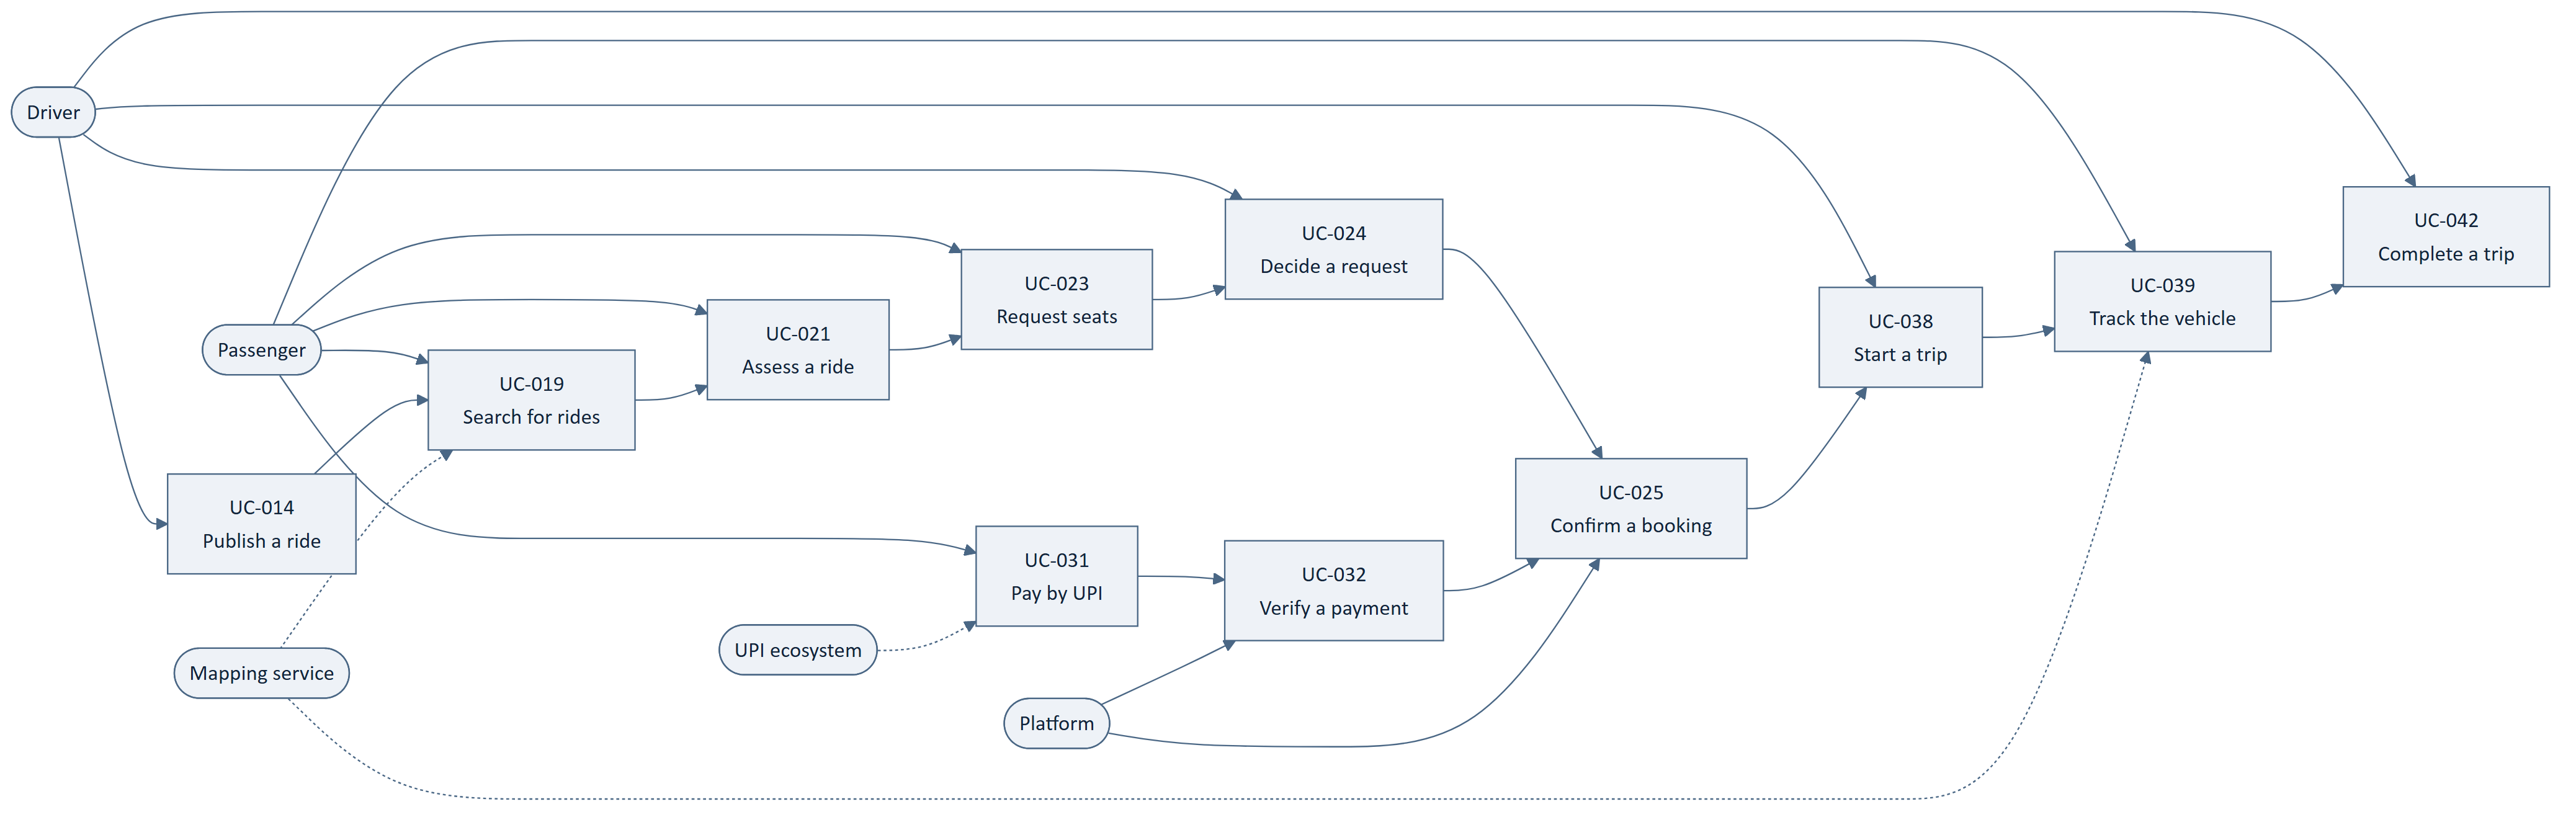 Driver
Passenger
UC-014
Publish a ride
Mapping service
UC-019
Search for rides
UC-021
Assess a ride
UPI ecosystem
UC-023
Request seats
UC-031
Pay by UPI
Platform
UC-024
Decide a request
UC-032
Verify a payment
UC-025
Confirm a booking
UC-038
Start a trip
UC-039
Track the vehicle
UC-042
Complete a trip